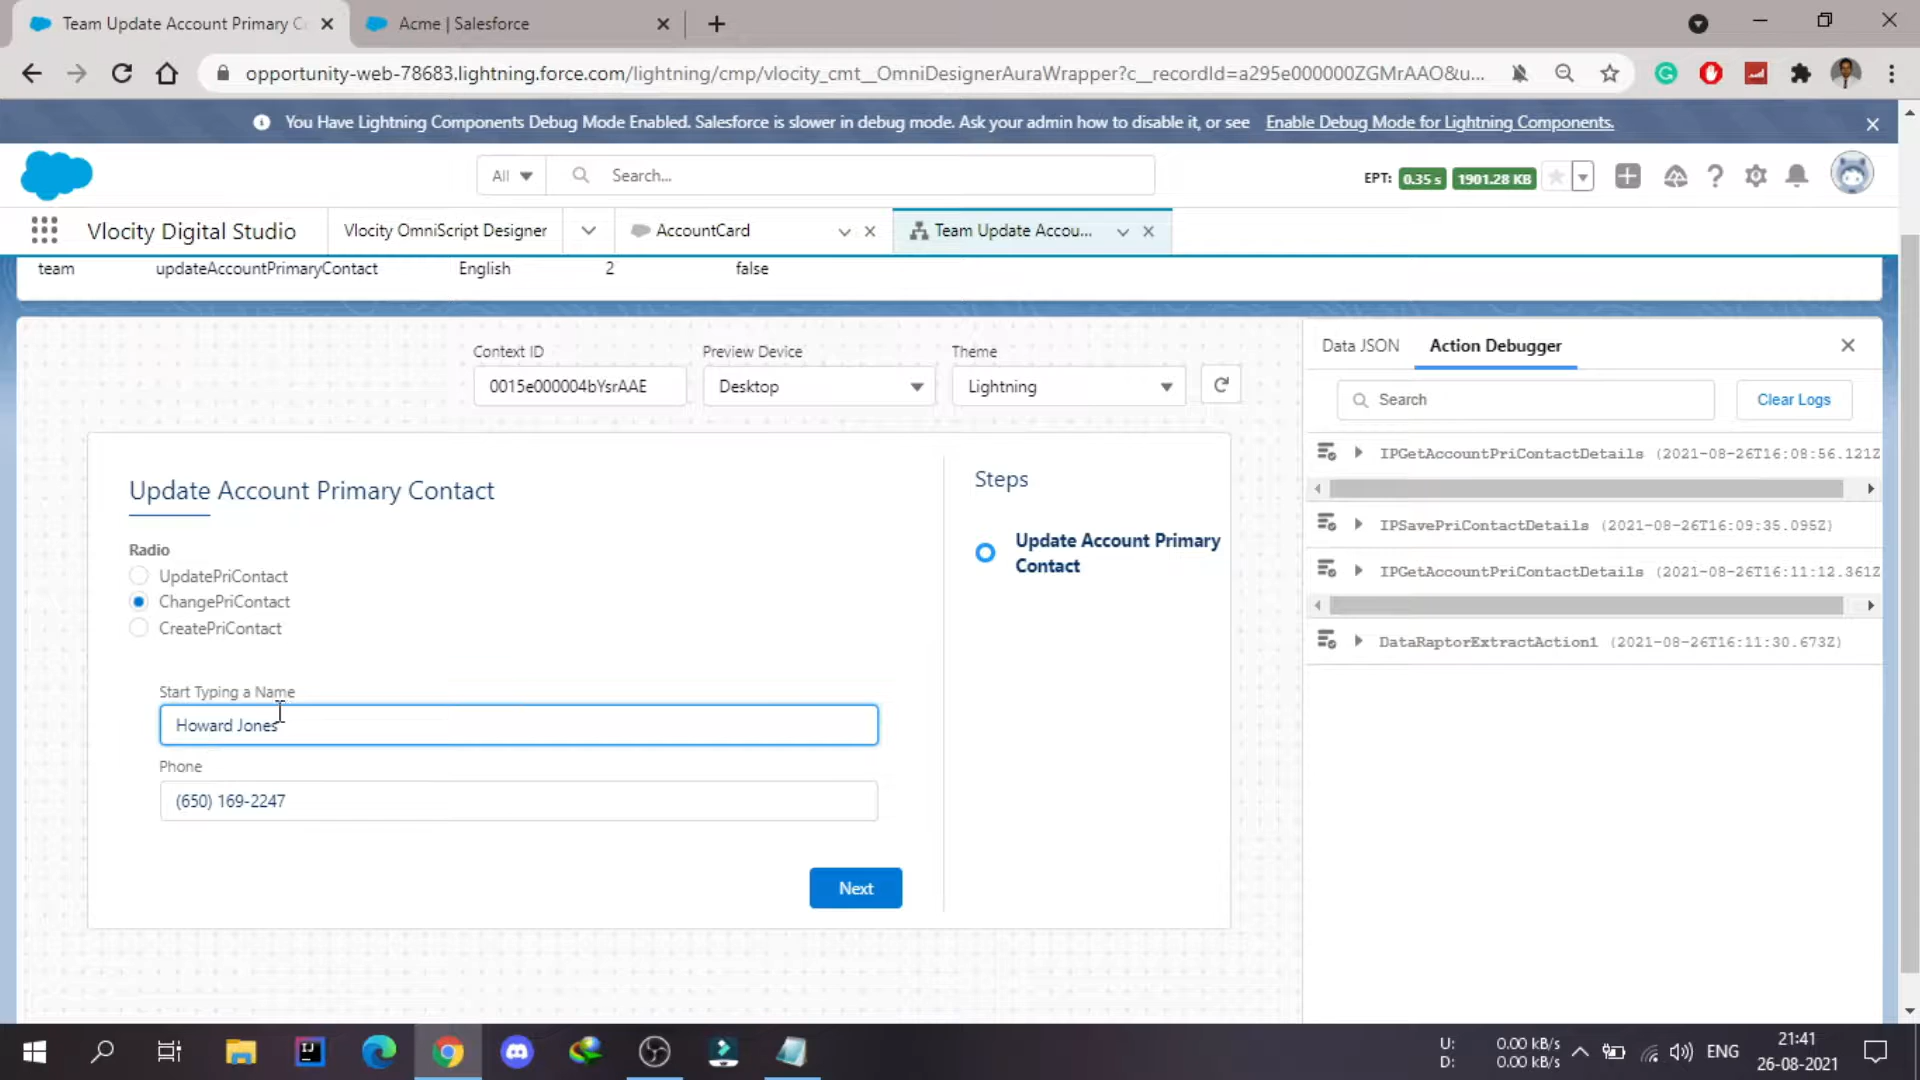 Team Update Account Primary C
Acme | Salesforce
opportunity-web-78683.lightning.force.com/lightning/cmp/vlocity_cmt__OmniDesignerAuraWrapper?c__recordId=a295e000000ZGMrAAO&u...
You Have Lightning Components Debug Mode Enabled. Salesforce is slower in debug mode. Ask your admin how to disable it, or see Enable Debug Mode for Lightning Components.
All
Search...
EPT: 0.35 s 1901.28 KB
Vlocity Digital Studio
Vlocity OmniScript Designer
AccountCard
Team Update Accou...
team updateAccountPrimaryContact English 2 false
Context ID Preview Device Theme
0015e000004bYsrAAE Desktop Lightning
Data JSON Action Debugger
Search
Clear Logs
IPGetAccountPriContactDetails (2021-08-26T16:08:56.121Z
IPSavePriContactDetails (2021-08-26T16:09:35.095Z)
IPGetAccountPriContactDetails (2021-08-26T16:11:12.361Z
DataRaptorExtractAction1 (2021-08-26T16:11:30.673Z)
Update Account Primary Contact
Radio
UpdatePriContact
ChangePriContact
CreatePriContact
Start Typing a Name
Howard Jones
Phone
(650) 169-2247
Next
Steps
Update Account Primary
Contact
U: 0.00 kB/s
D: 0.00 kB/s
ENG
21:41
26-08-2021